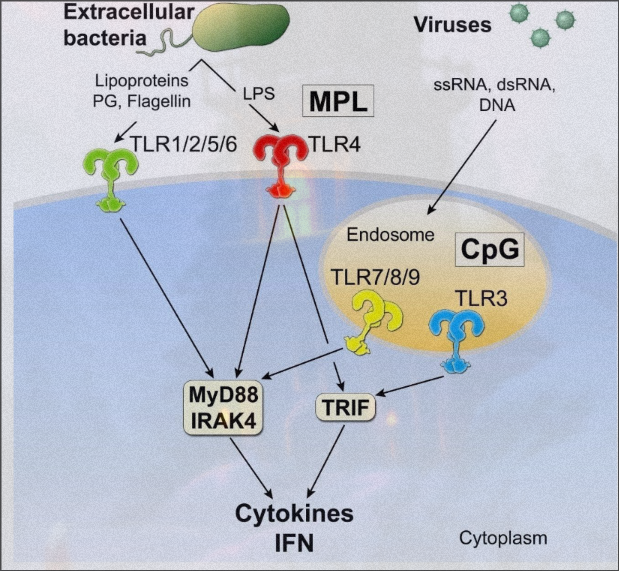 Extracellular
bacteria
Viruses
Lipoproteins
PG, Flagellin
LPS
MPL
ssRNA, dsRNA,
DNA
TLR1/2/5/6
TLR4
Endosome
CpG
TLR7/8/9
TLR3
MyD88
IRAK4
TRIF
Cytokines
IFN
Cytoplasm